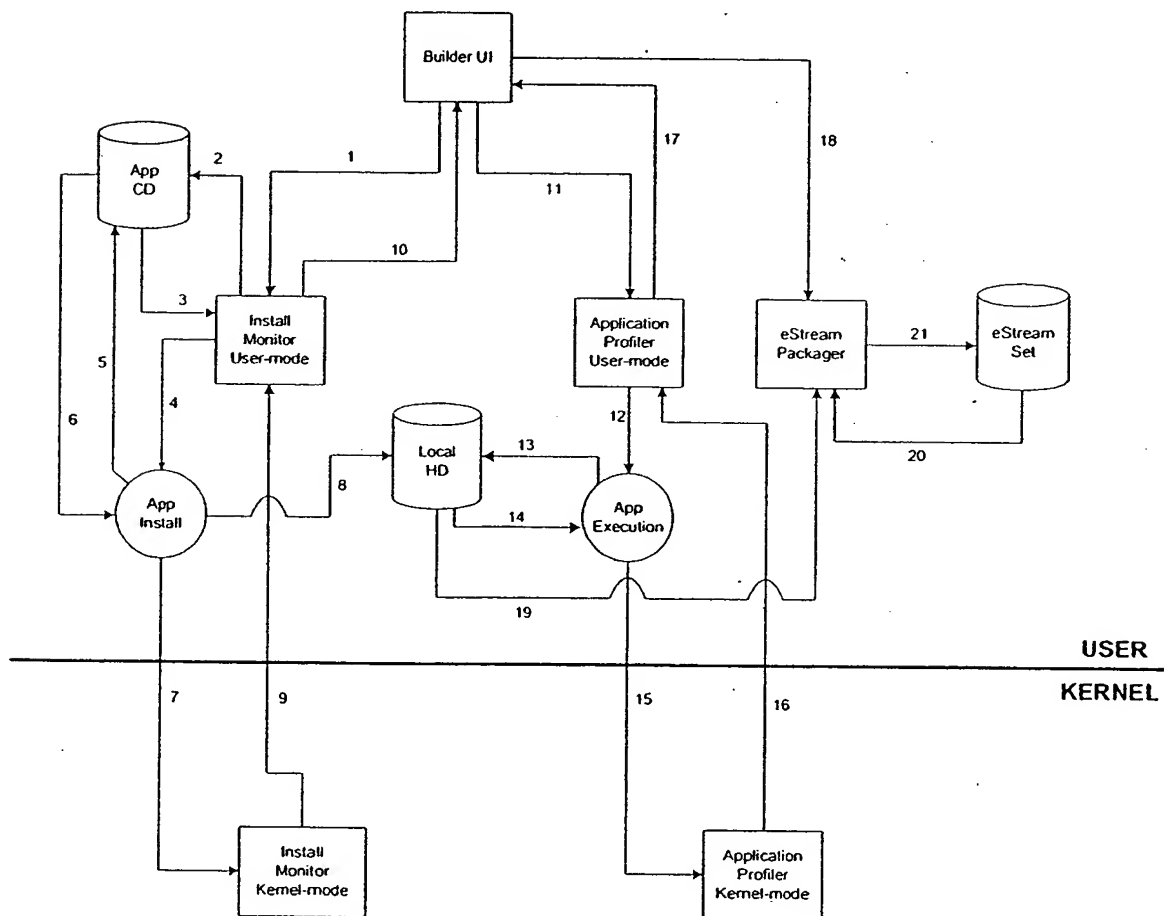 Builder UI
17
18
App
CD
2
1
11
10
3
Install
Monitor
User-mode
Application
Profiler
User-mode
eStream
Packager
21
eStream
Set
5
4
6
12
20
Local
HD
13
8
App
Install
14
App
Execution
19
USER
KERNEL
7
9
15
16
Install
Monitor
Kernel-mode
Application
Profiler
Kernel-mode